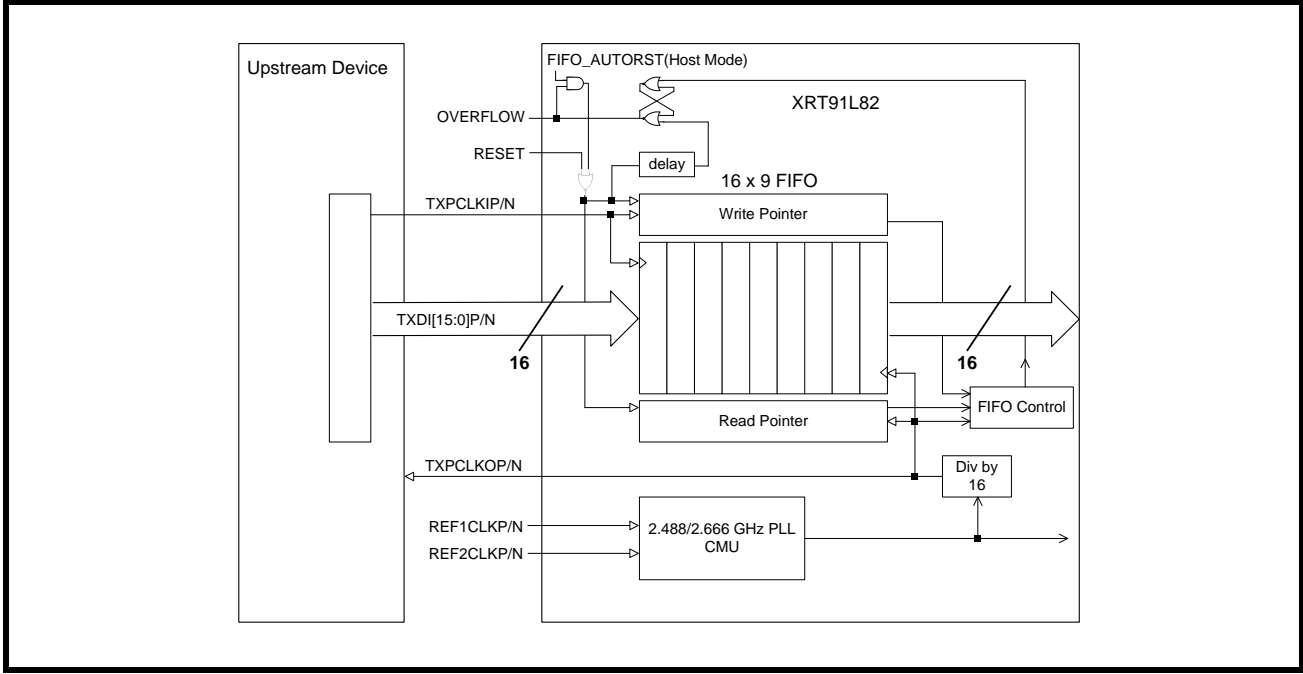 Upstream Device
FIFO_AUTORST(Host Mode)
XRT91L82
OVERFLOW
RESET
delay
16 x 9 FIFO
TXPCLKIP/N
Write Pointer
TXDI[15:0]P/N
16
16
FIFO Control
Read Pointer
TXPCLKOP/N
Div by
16
REF1CLKP/N
2.488/2.666 GHz PLL
CMU
REF2CLKP/N